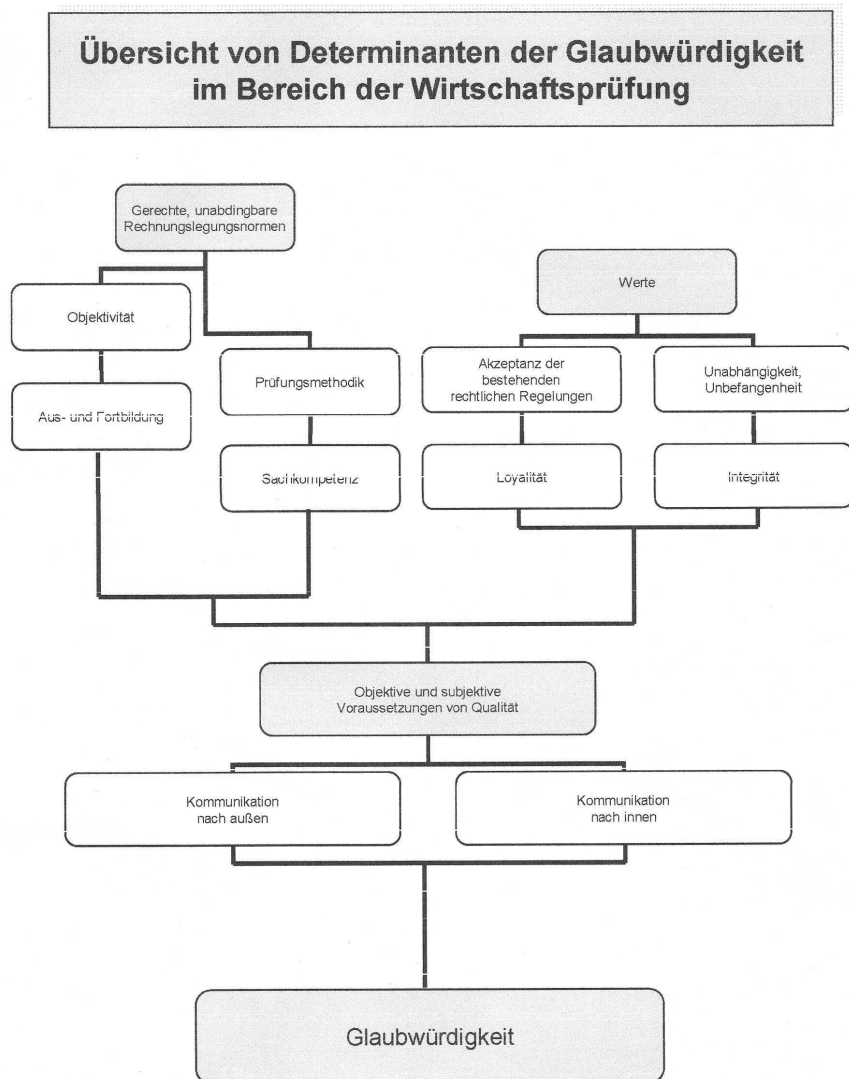 Übersicht von Determinanten der Glaubwürdigkeit
im Bereich der Wirtschaftsprüfung
Gerechte, unabdingbare
Rechnungslegungsnormen
Objektivität
Aus- und Fortbildung
Prüfungsmethodik
Sachkompetenz
Werte
Akzeptanz der
bestehenden
rechtlichen Regelungen
Unabhängigkeit,
Unbefangenheit
Loyalität
Integrität
Objektive und subjektive
Voraussetzungen von Qualität
Kommunikation
nach außen
Kommunikation
nach innen
Glaubwürdigkeit